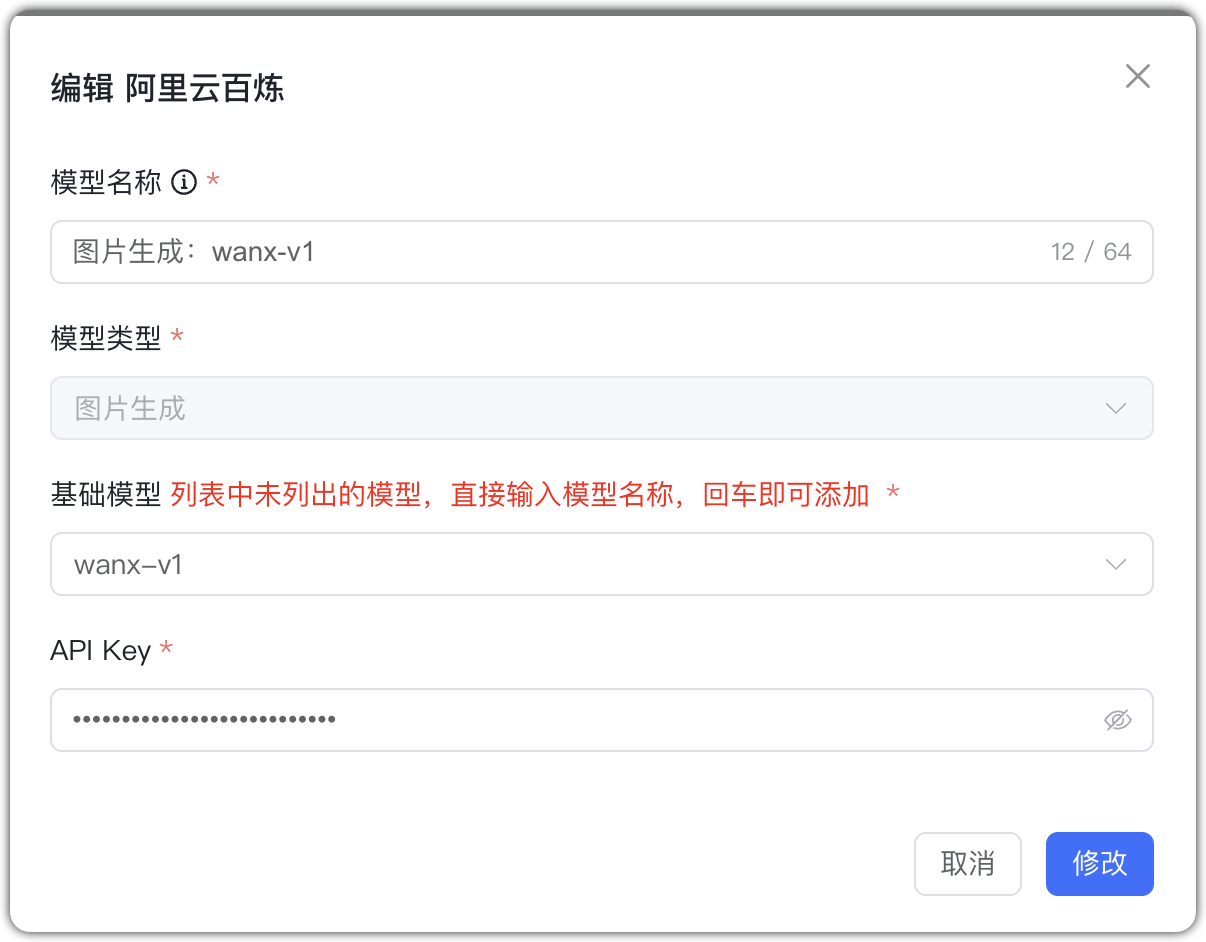 编辑 阿里云百炼
模型名称 *
图片生成：wanx-v1 12 / 64
模型类型 *
图片生成
基础模型 列表中未列出的模型，直接输入模型名称，回车即可添加 *
wanx-v1
API Key *
•••••••••••••••••••••••••••
取消 修改